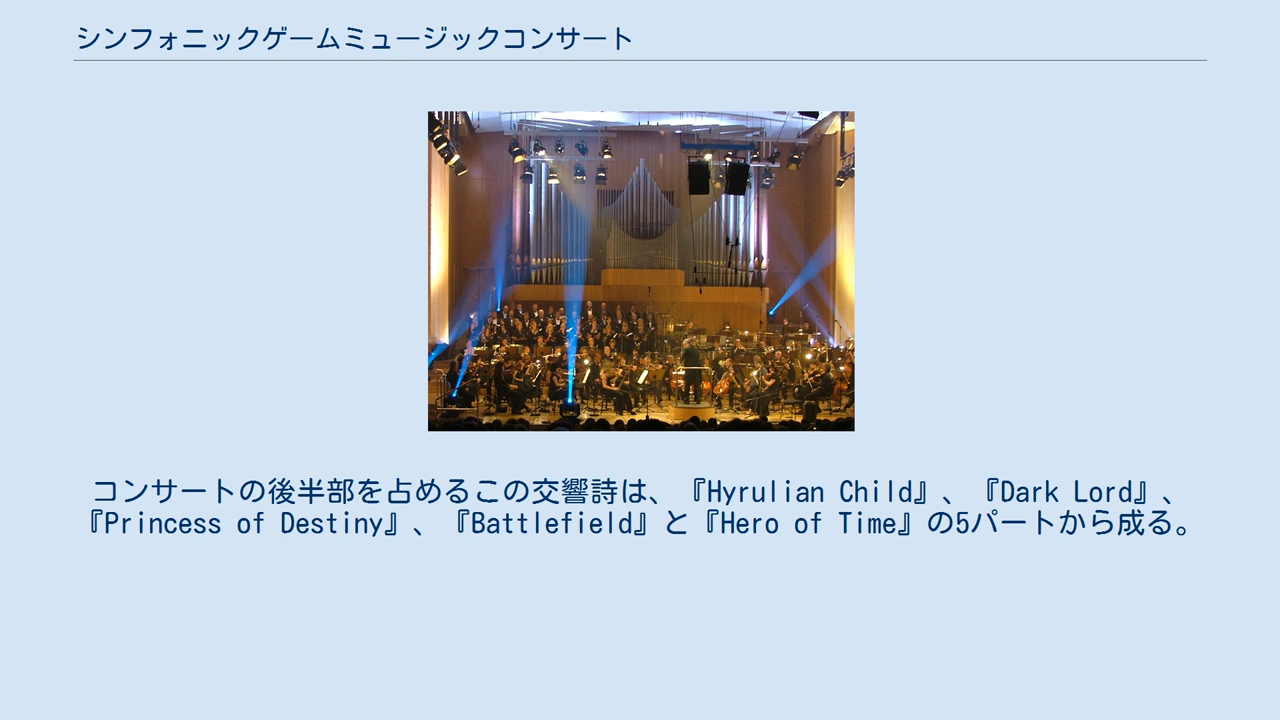 シンフォニックゲームミュージックコンサート
コンサートの後半部を占めるこの交響詩は、『Hyrulian Child』、『Dark Lord』、
『Princess of Destiny』、『Battlefield』と『Hero of Time』の5パートから成る。